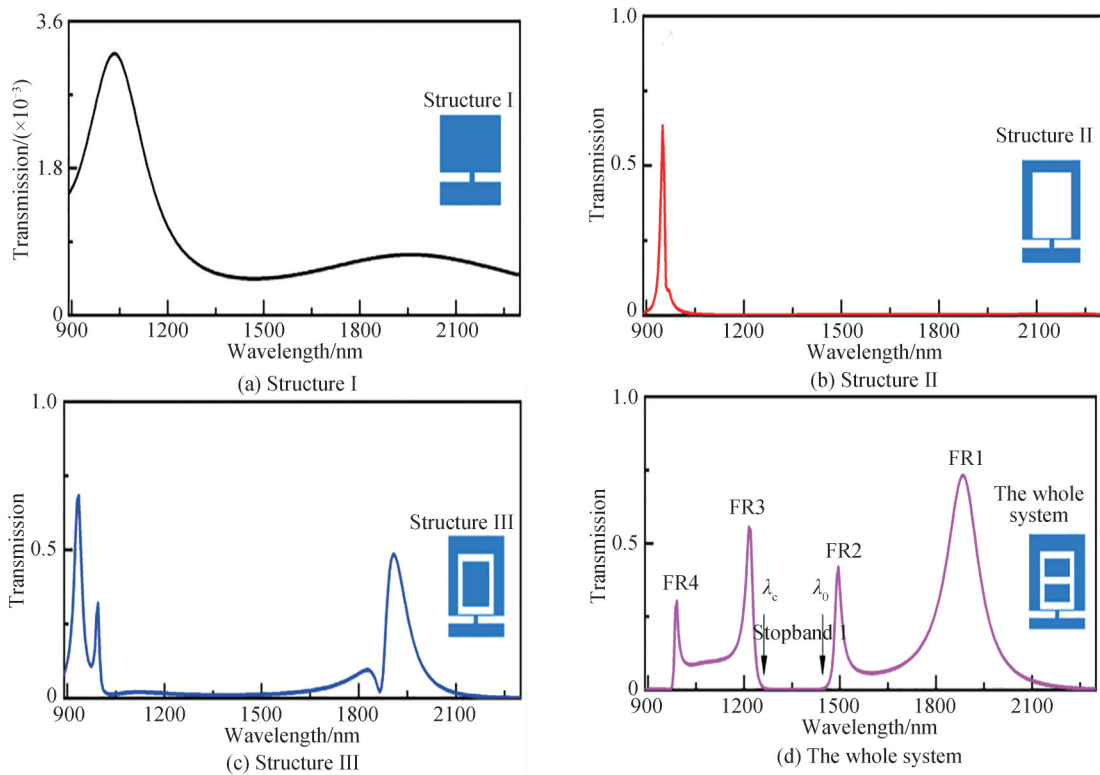 3.6
1.8
0
Transmission/(×10⁻³)
Structure I
900 1200 1500 1800 2100
Wavelength/nm
(a) Structure I
1.0
0.5
0
Transmission
Structure II
900 1200 1500 1800 2100
Wavelength/nm
(b) Structure II
1.0
0.5
0
Transmission
Structure III
900 1200 1500 1800 2100
Wavelength/nm
(c) Structure III
1.0
0.5
0
Transmission
FR1
The whole
system
FR3
FR2
FR4
λc λ0
Stopband 1
900 1200 1500 1800 2100
Wavelength/nm
(d) The whole system